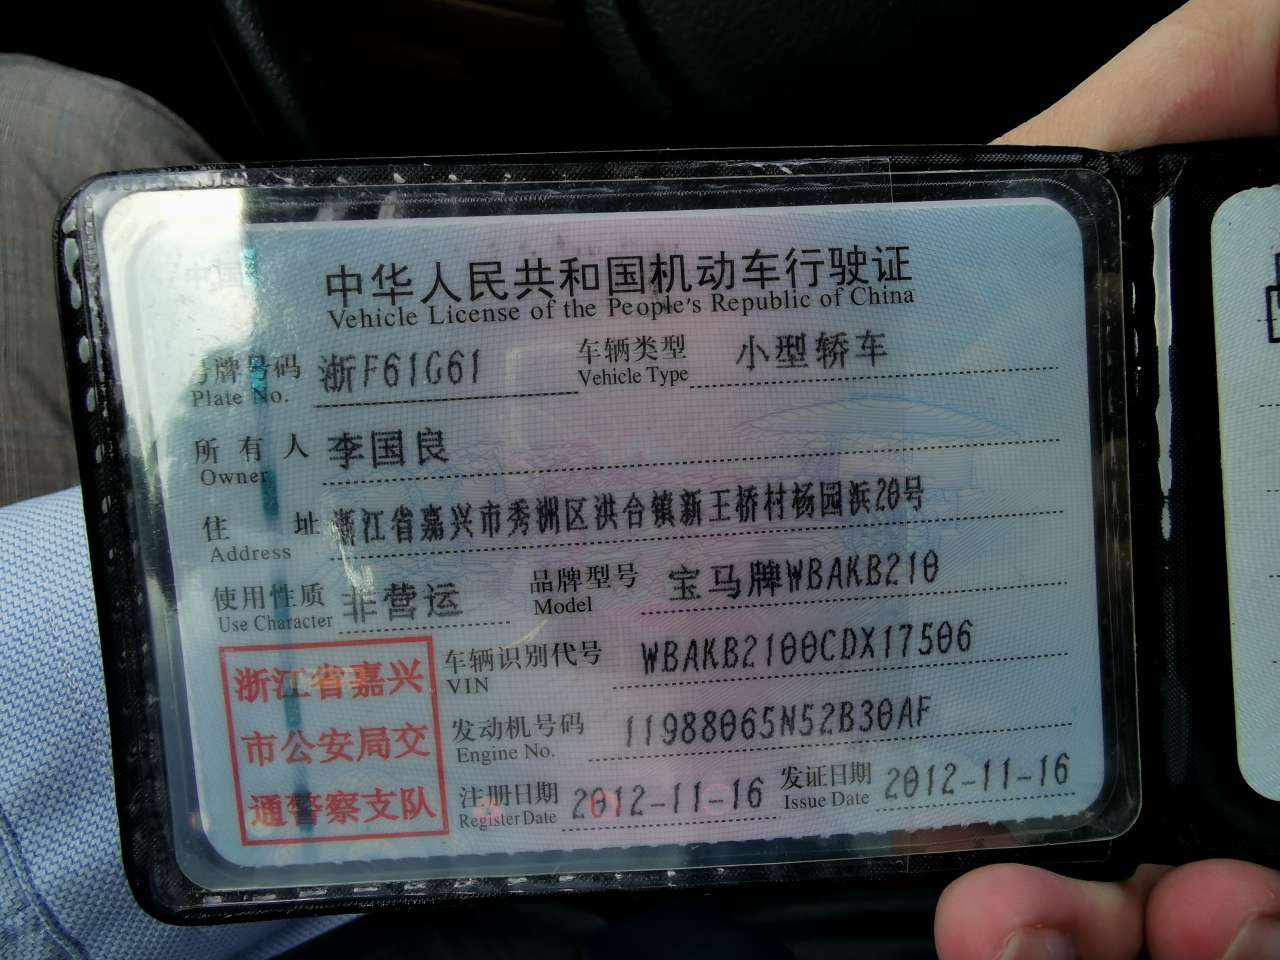 中华人民共和国机动车行驶证
Vehicle License of the People's Republic of China
号牌号码 浙F61G61 车辆类型 小型轿车
Plate No. Vehicle Type
所有人 李国良
Owner
住址 浙江省嘉兴市秀洲区洪合镇新王桥村杨园浜20号
Address
使用性质 非营运 品牌型号 宝马牌WBAKB210
Use Character Model
浙江省嘉兴
市公安局交
通警察支队
车辆识别代号 WBAKB2100CDX17506
VIN
发动机号码 11988065N52B30AF
Engine No.
注册日期 2012-11-16 发证日期 2012-11-16
Register Date Issue Date